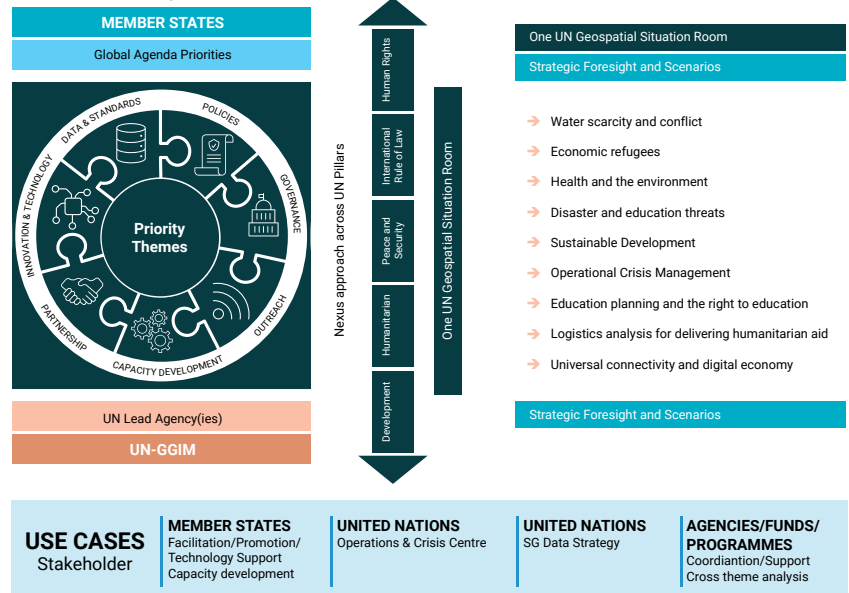 MEMBER STATES
Global Agenda Priorities
DATA & STANDARDS
POLICIES
GOVERNANCE
OUTREACH
CAPACITY DEVELOPMENT
PARTNERSHIP
INNOVATION & TECHNOLOGY
Priority
Themes
UN Lead Agency(ies)
UN-GGIM
Nexus approach across UN Pillars
Human Rights
International
Rule of Law
Peace and
Security
Humanitarian
Development
One UN Geospatial Situation Room
One UN Geospatial Situation Room
Strategic Foresight and Scenarios
Water scarcity and conflict
Economic refugees
Health and the environment
Disaster and education threats
Sustainable Development
Operational Crisis Management
Education planning and the right to education
Logistics analysis for delivering humanitarian aid
Universal connectivity and digital economy
Strategic Foresight and Scenarios
USE CASES
Stakeholder
MEMBER STATES
Facilitation/Promotion/
Technology Support
Capacity development
UNITED NATIONS
Operations & Crisis Centre
UNITED NATIONS
SG Data Strategy
AGENCIES/FUNDS/
PROGRAMMES
Coordiantion/Support
Cross theme analysis